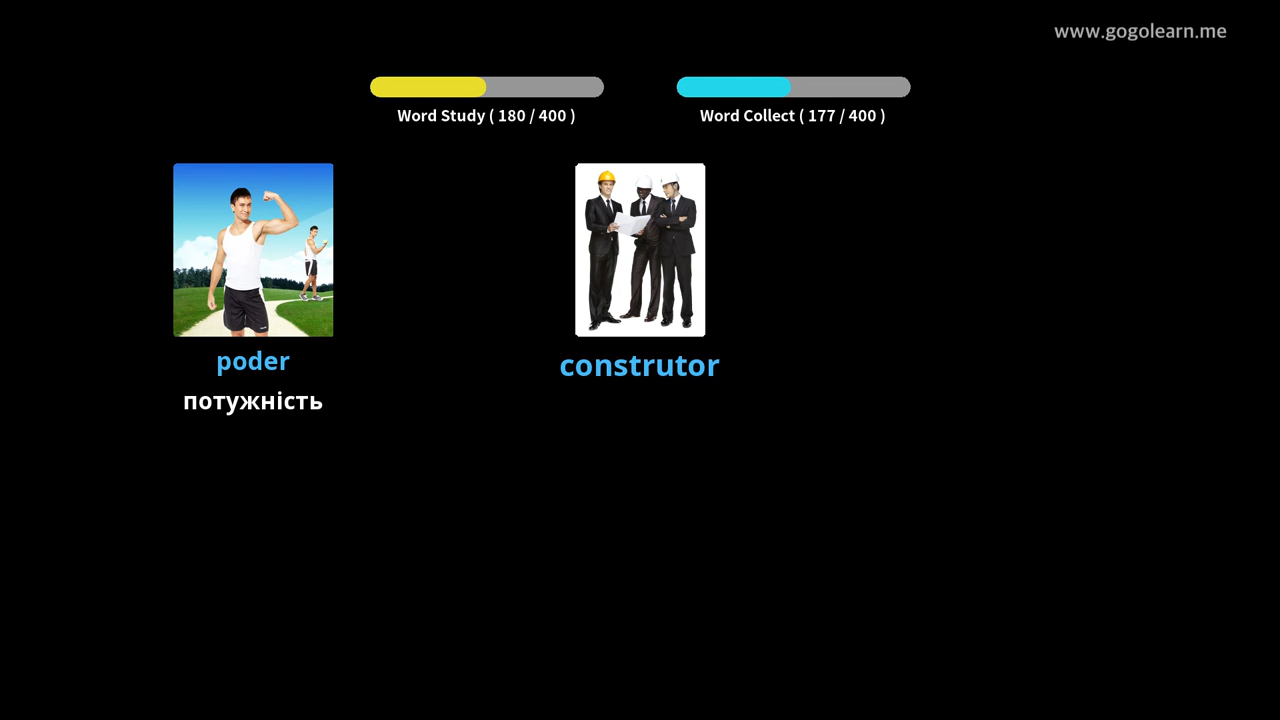 www.gogolearn.me
Word Study ( 180 / 400 )
Word Collect ( 177 / 400 )
poder
потужність
construtor